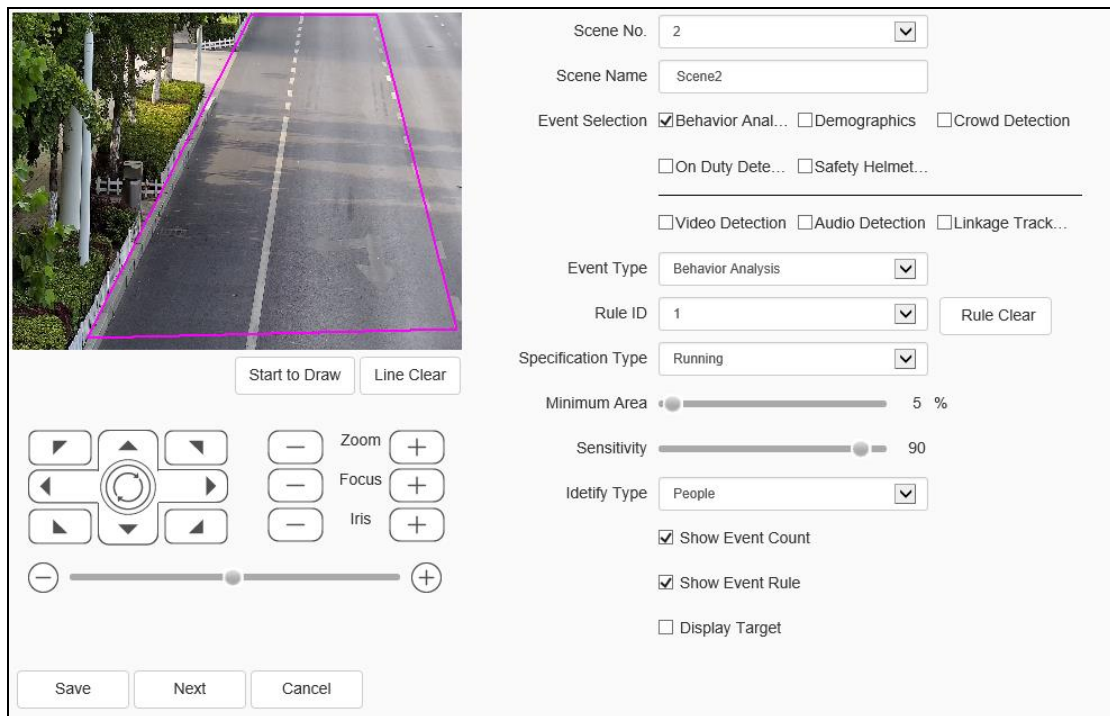 Scene No. 2
Scene Name Scene2
Event Selection Behavior Anal... Demographics Crowd Detection
On Duty Dete... Safety Helmet...
Video Detection Audio Detection Linkage Track...
Event Type Behavior Analysis
Rule ID 1 Rule Clear
Specification Type Running
Start to Draw Line Clear
Minimum Area 5 %
Zoom
Sensitivity 90
Focus
Idetify Type People
Iris
Show Event Count
Show Event Rule
Display Target
Save Next Cancel